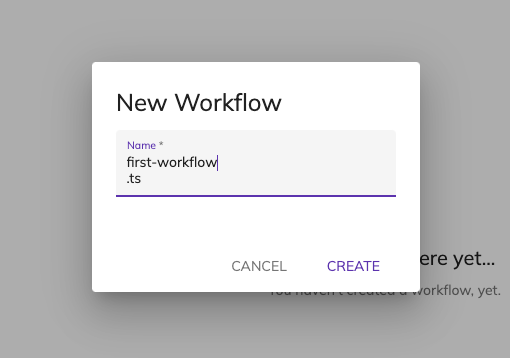 New Workflow
Name *
first-workflow
.ts
ere yet...
You haven't created a workflow, yet.
CANCEL CREATE